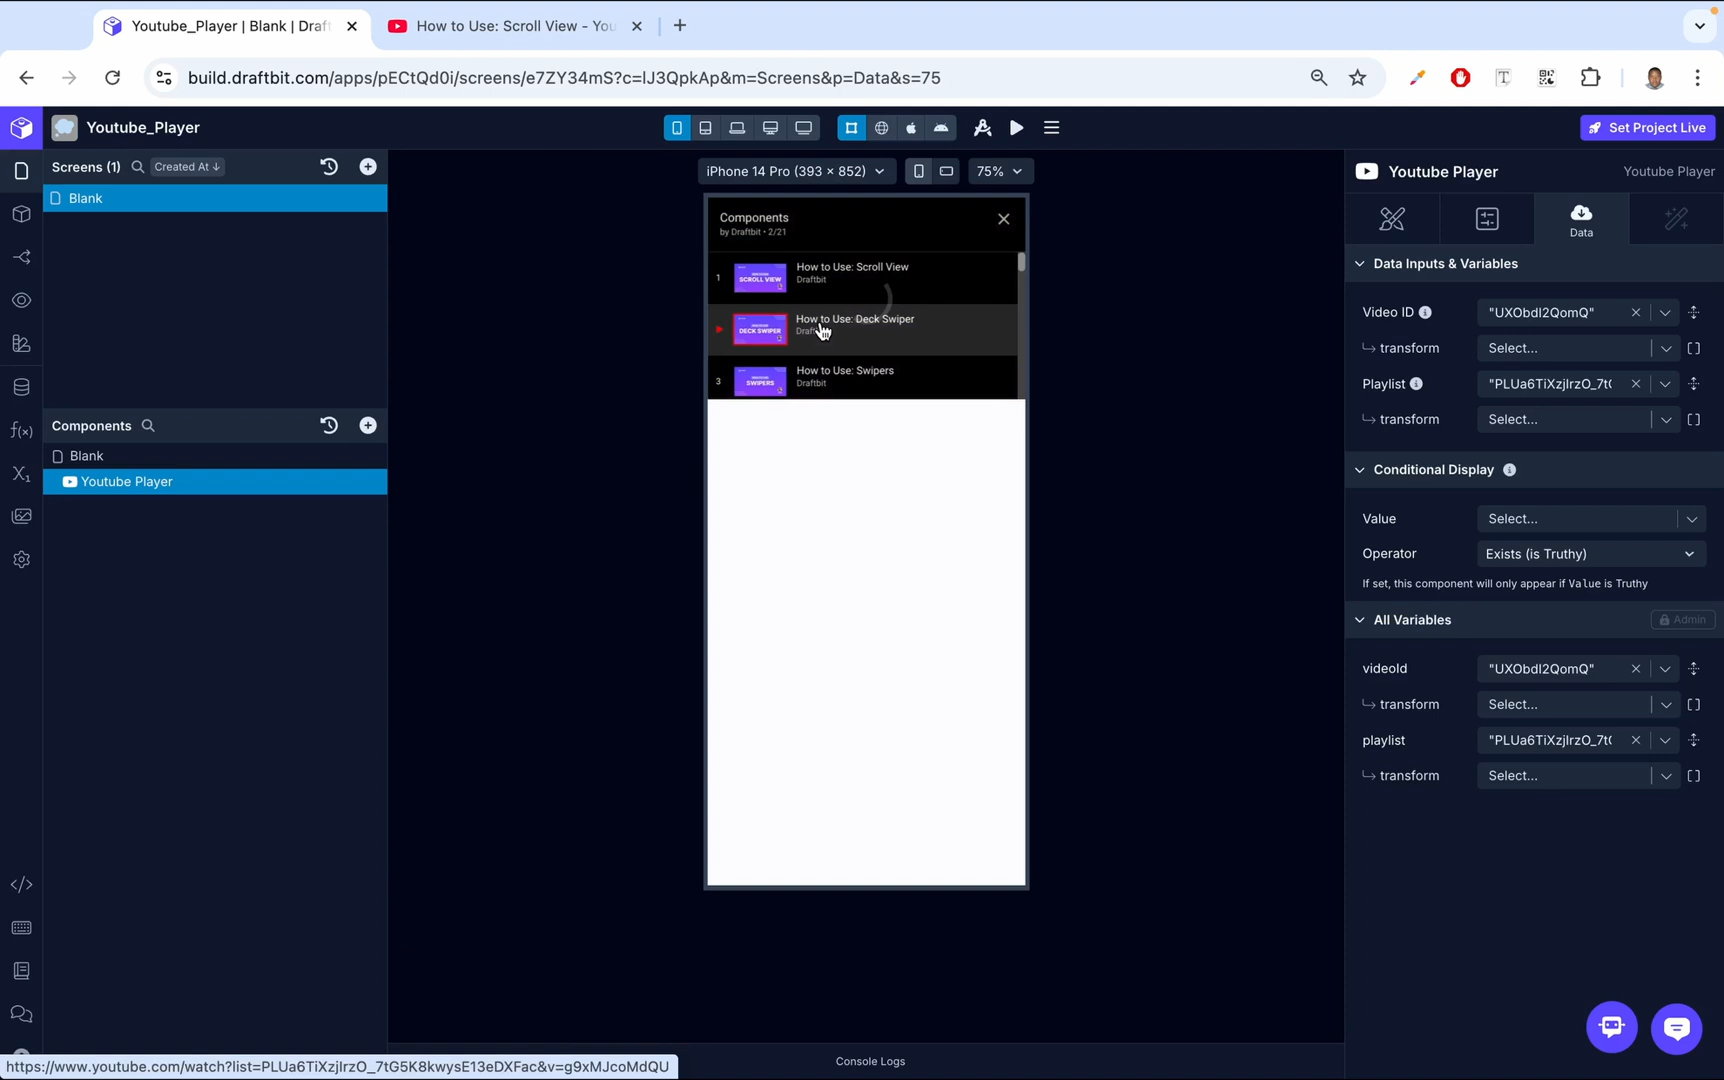 Youtube_Player | Blank | Draft
How to Use: Scroll View - You
build.draftbit.com/apps/pECtQd0i/screens/e7ZY34mS?c=lJ3QpkAp&m=Screens&p=Data&s=75
Youtube_Player
Set Project Live
Screens (1)
Created At ↓
Blank
Components
Blank
Youtube Player
iPhone 14 Pro (393 × 852)
75%
Components
by Draftbit • 2/21
1
How to Use: Scroll View
Draftbit
SCROLL VIEW
How to Use: Deck Swiper
DECK SWIPER
3
How to Use: Swipers
Draftbit
SWIPERS
Youtube Player
Youtube Player
Data
Data Inputs & Variables
Video ID
"UXObdI2QomQ"
transform
Select...
Playlist
"PLUa6TiXzjIrzO_7t
transform
Select...
Conditional Display
Value
Select...
Operator
Exists (is Truthy)
If set, this component will only appear if Value is Truthy
All Variables
Admin
videoId
"UXObdI2QomQ"
transform
Select...
playlist
"PLUa6TiXzjIrzO_7t
transform
Select...
Console Logs
https://www.youtube.com/watch?list=PLUa6TiXzjIrzO_7tG5K8kwysE13eDXFac&v=g9xMJcoMdQU